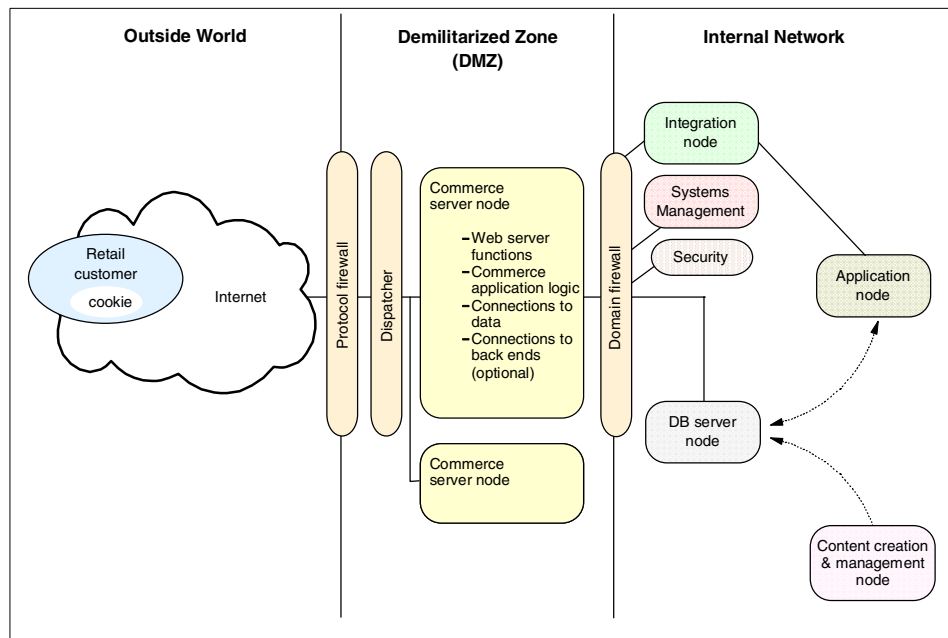 Outside World
Demilitarized Zone
(DMZ)
Internal Network
Retail
customer
cookie
Internet
Protocol firewall
Dispatcher
Commerce
server node
–Web server
functions
–Commerce
application logic
–Connections to
data
–Connections to
back ends
(optional)
Commerce
server node
Domain firewall
Integration
node
Systems
Management
Security
Application
node
DB server
node
Content creation
& management
node